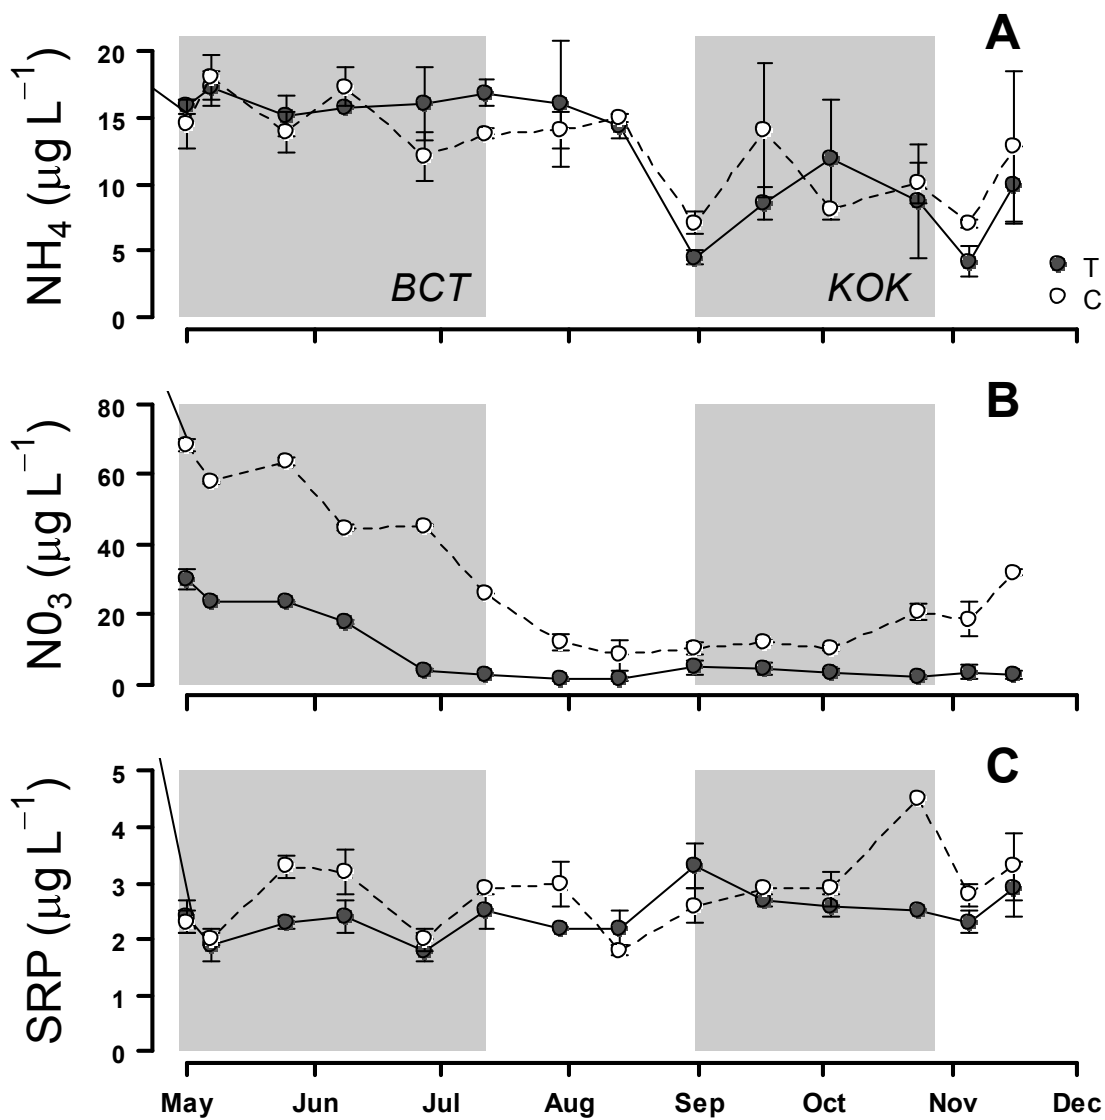 A
NH₄ (µg L⁻¹)
20
15
10
5
0
BCT
KOK
T
C
B
N0₃ (µg L⁻¹)
80
60
40
20
0
C
SRP (µg L⁻¹)
5
4
3
2
1
0
May Jun Jul Aug Sep Oct Nov Dec